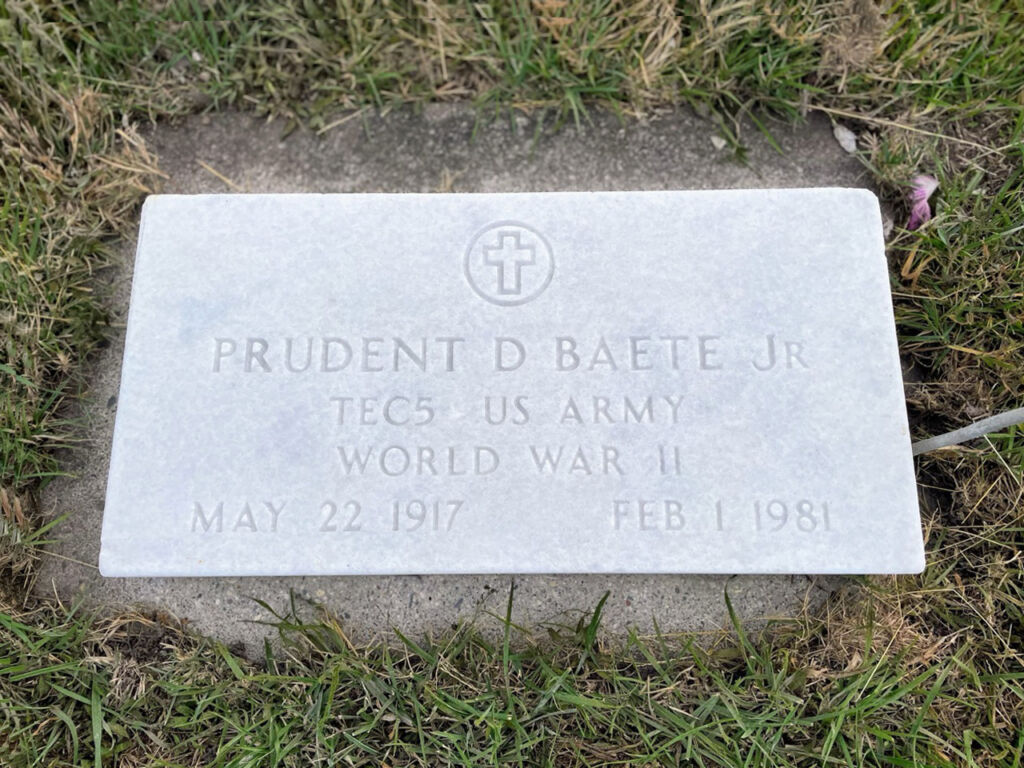 PRUDENT D BAETE JR
TEC5 US ARMY
WORLD WAR II
MAY 22 1917 FEB 1 1981